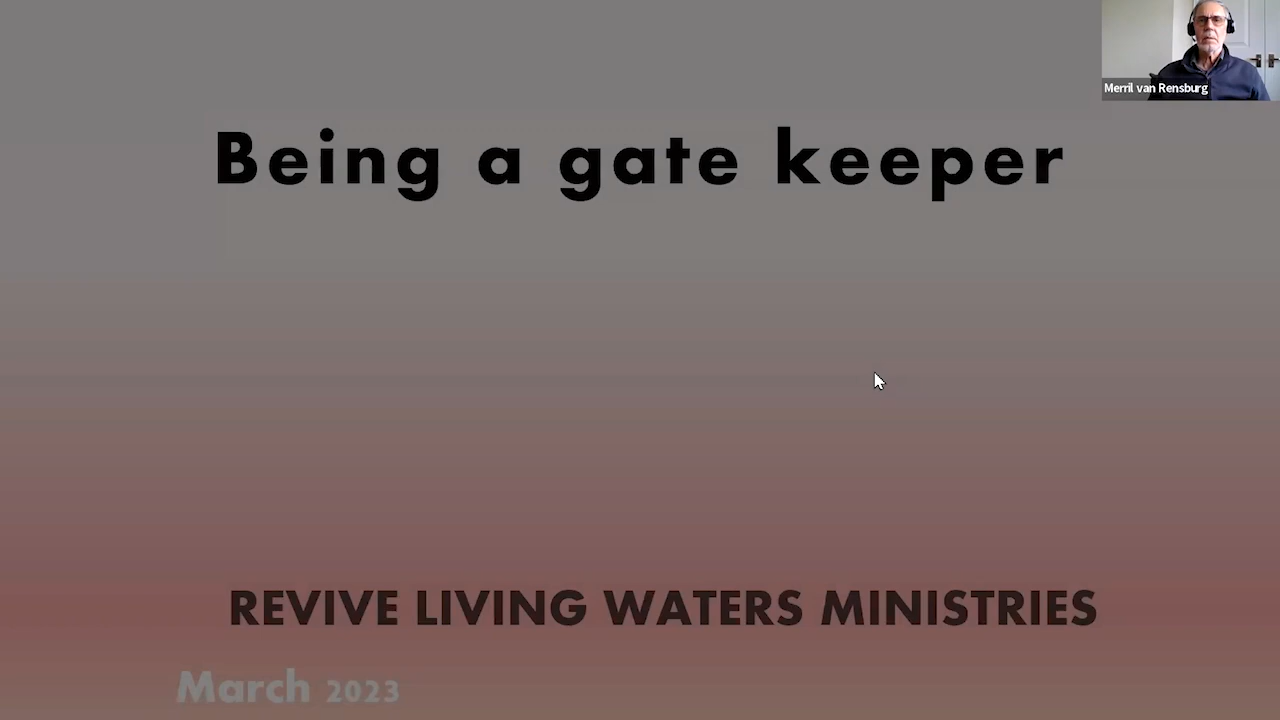 Merril van Rensburg
Being a gate keeper
REVIVE LIVING WATERS MINISTRIES
March 2023